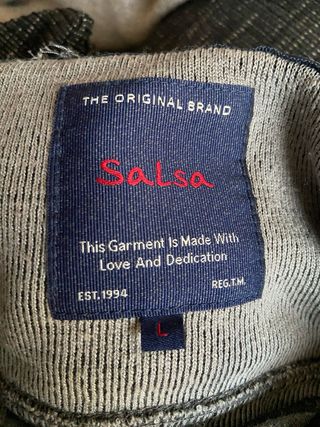 THE ORIGINAL BRAND
Salsa
This Garment Is Made With
Love And Dedication
EST.1994 REG.T.M.
L